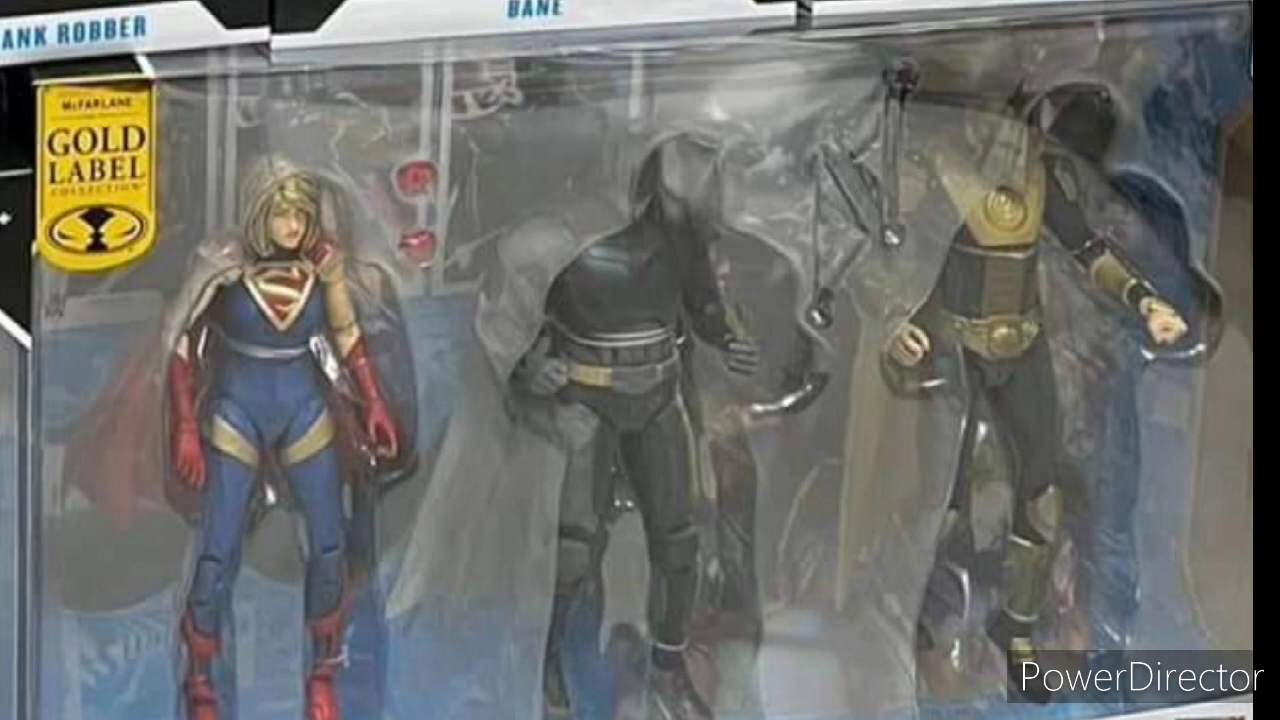 ANK ROBBER
BANE
McFARLANE
GOLD
LABEL
COLLECTION
PowerDirector